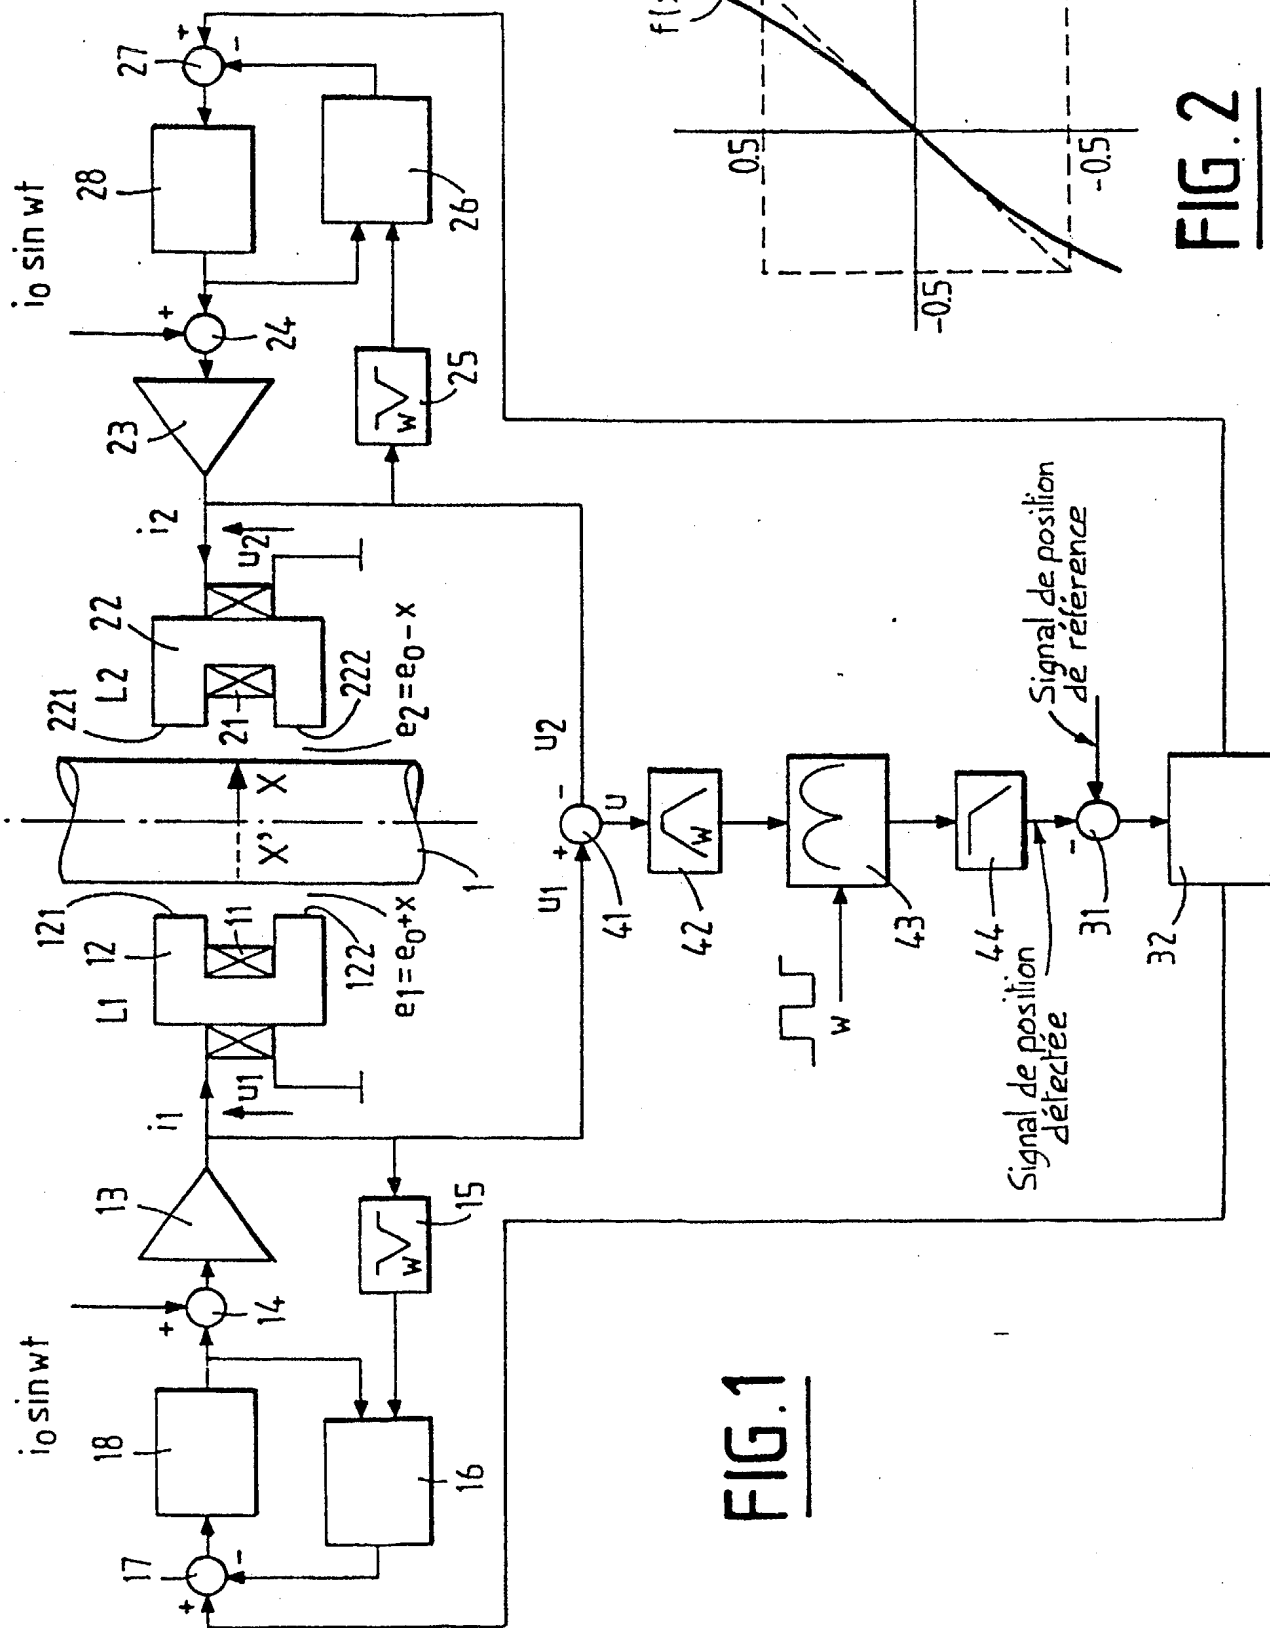 i₀ sin wt
i₀ sin wt
17
18
14
13
i₁
u₁
L1
12
121
11
122
e₁=e₀+x
X'
X
1
221
L2
22
21
222
e₂=e₀-x
i₂
u₂
23
24
28
27
+
-
+
+
+
-
16
w
15
w
25
26
u₁
+
-
u₂
41
u
w
42
w
43
44
Signal de position
détectée
Signal de position
de référence
-
31
32
FIG.1
f(
0.5
-0.5
-0.5
FIG.2